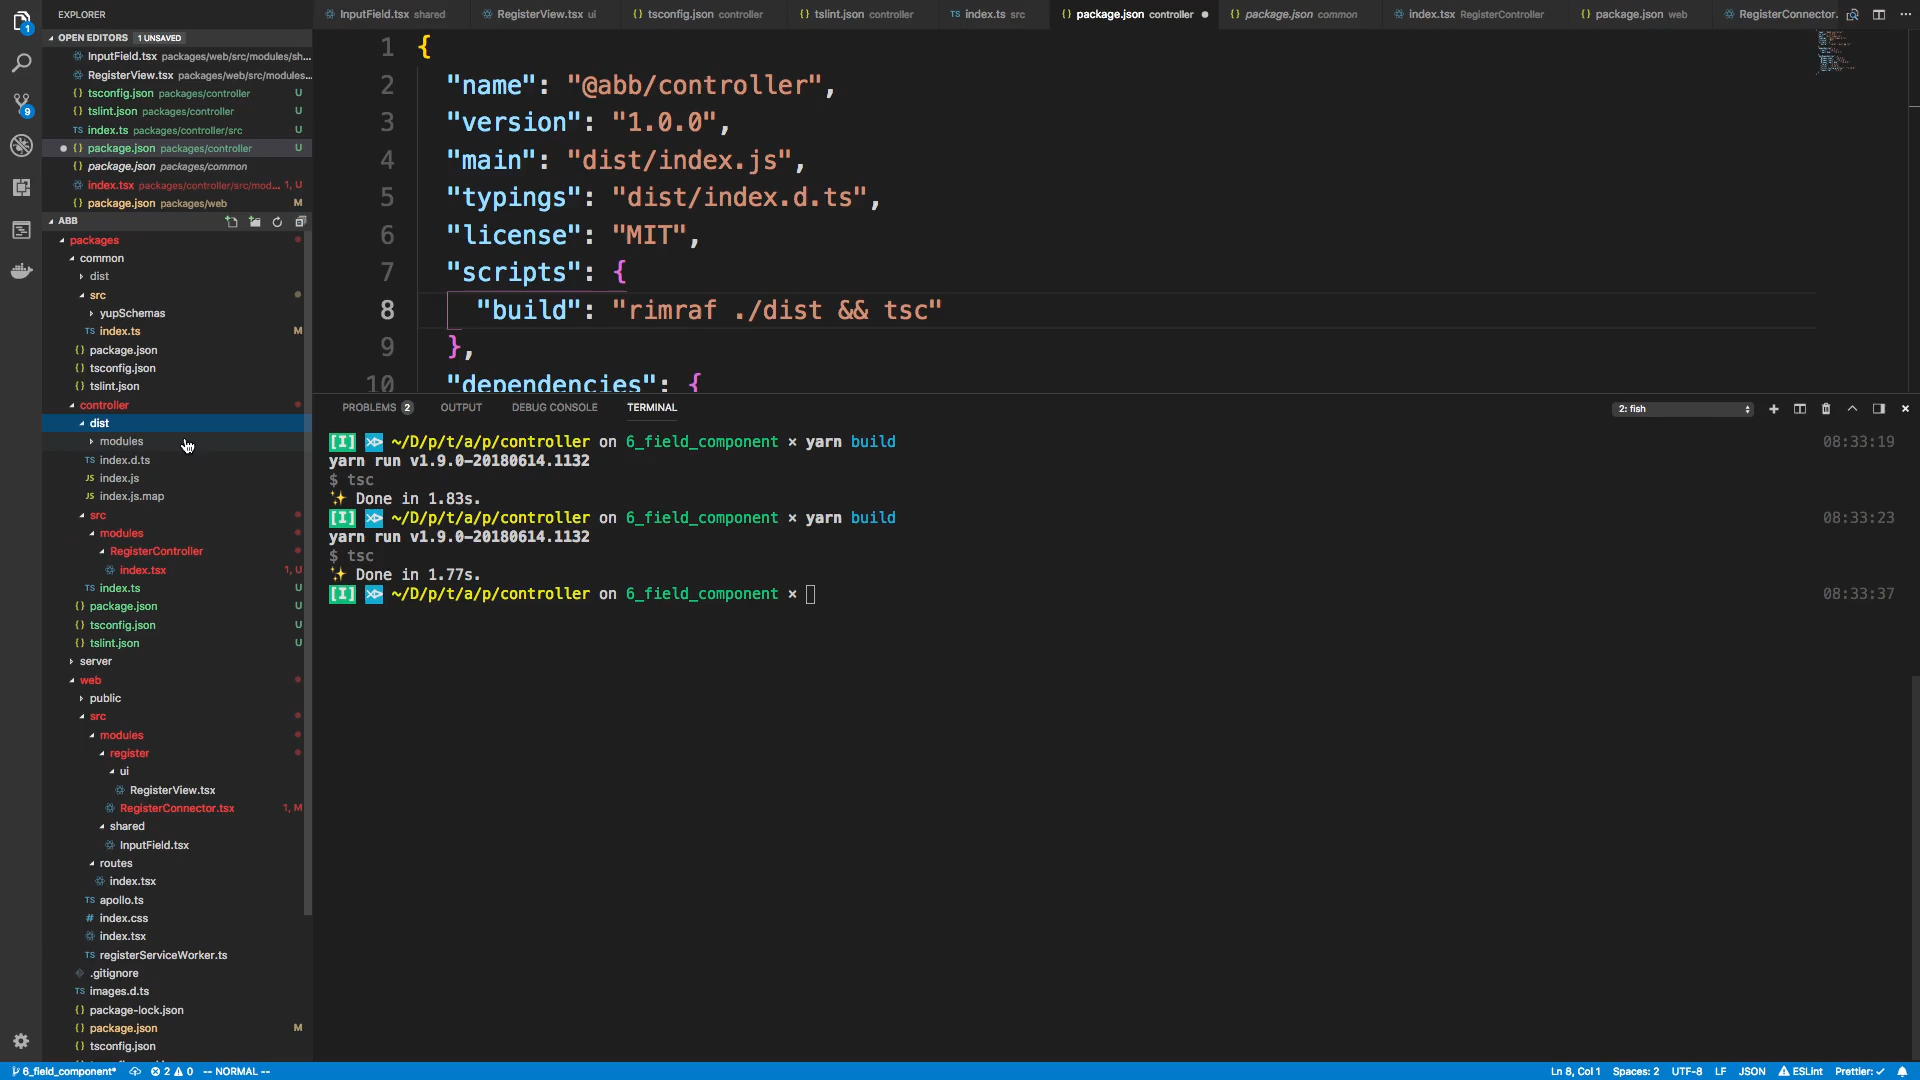 EXPLORER
OPEN EDITORS 1 UNSAVED
InputField.tsx packages/web/src/modules/sh...
RegisterView.tsx packages/web/src/modules...
tsconfig.json packages/controller U
tslint.json packages/controller U
TS index.ts packages/controller/src U
package.json packages/controller U
package.json packages/common
index.tsx packages/controller/src/mod... 1, U
package.json packages/web M
ABB
packages
common
dist
src
yupSchemas
TS index.ts M
{} package.json
{} tsconfig.json
{} tslint.json
controller
dist
modules
TS index.d.ts
JS index.js
JS index.js.map
src
modules
RegisterController
index.tsx 1, U
TS index.ts U
{} package.json U
{} tsconfig.json U
{} tslint.json U
server
web
public
src
modules
register
ui
RegisterView.tsx
RegisterConnector.tsx 1, M
shared
InputField.tsx
routes
index.tsx
TS apollo.ts
# index.css
index.tsx
TS registerServiceWorker.ts
.gitignore
TS images.d.ts
{} package-lock.json
{} package.json M
{} tsconfig.json
InputField.tsx shared RegisterView.tsx ui {} tsconfig.json controller {} tslint.json controller TS index.ts src {} package.json controller {} package.json common index.tsx RegisterController {} package.json web RegisterConnector.
1 {
2 "name": "@abb/controller",
3 "version": "1.0.0",
4 "main": "dist/index.js",
5 "typings": "dist/index.d.ts",
6 "license": "MIT",
7 "scripts": {
8 "build": "rimraf ./dist && tsc"
9 },
10 "dependencies": {
PROBLEMS 2 OUTPUT DEBUG CONSOLE TERMINAL 2: fish
[I] ~/D/p/t/a/p/controller on 6_field_component × yarn build 08:33:19
yarn run v1.9.0-20180614.1132
$ tsc
✨ Done in 1.83s.
[I] ~/D/p/t/a/p/controller on 6_field_component × yarn build 08:33:23
yarn run v1.9.0-20180614.1132
$ tsc
✨ Done in 1.77s.
[I] ~/D/p/t/a/p/controller on 6_field_component × 08:33:37
1
9
6_field_component* 2 0 -- NORMAL -- Ln 8, Col 1 Spaces: 2 UTF-8 LF JSON ESLint Prettier: ✓